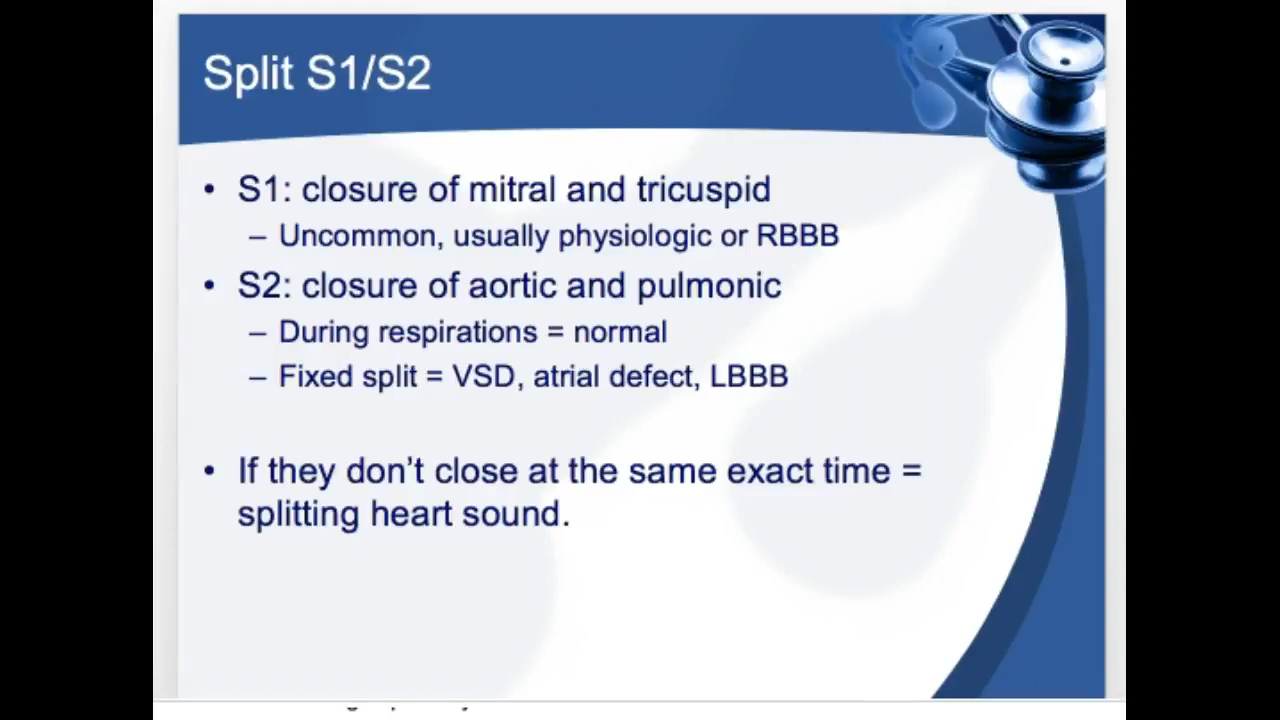 Split S1/S2
• S1: closure of mitral and tricuspid
– Uncommon, usually physiologic or RBBB
• S2: closure of aortic and pulmonic
– During respirations = normal
– Fixed split = VSD, atrial defect, LBBB
• If they don’t close at the same exact time =
splitting heart sound.